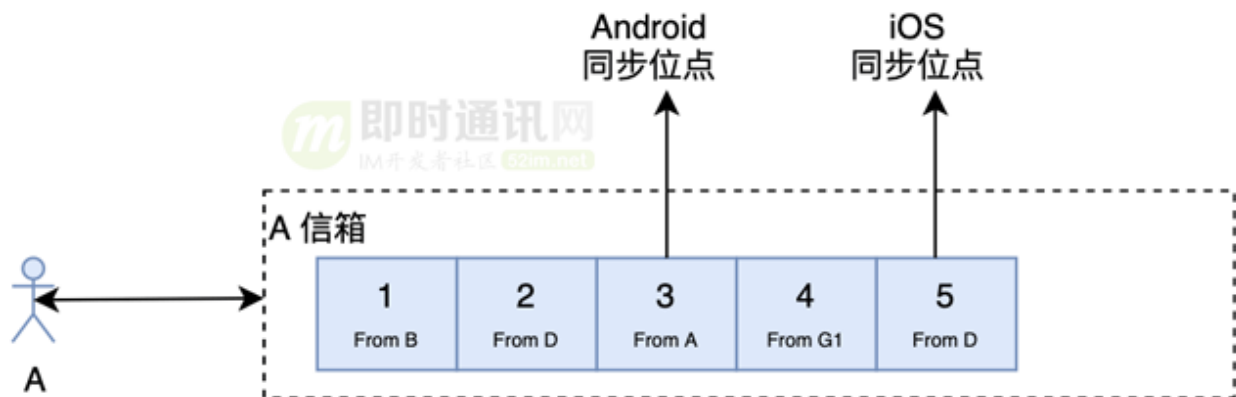 Android
同步位点
iOS
同步位点
m
即时通讯网
IM开发者社区 52im.net
A 信箱
1
From B
2
From D
3
From A
4
From G1
5
From D
A